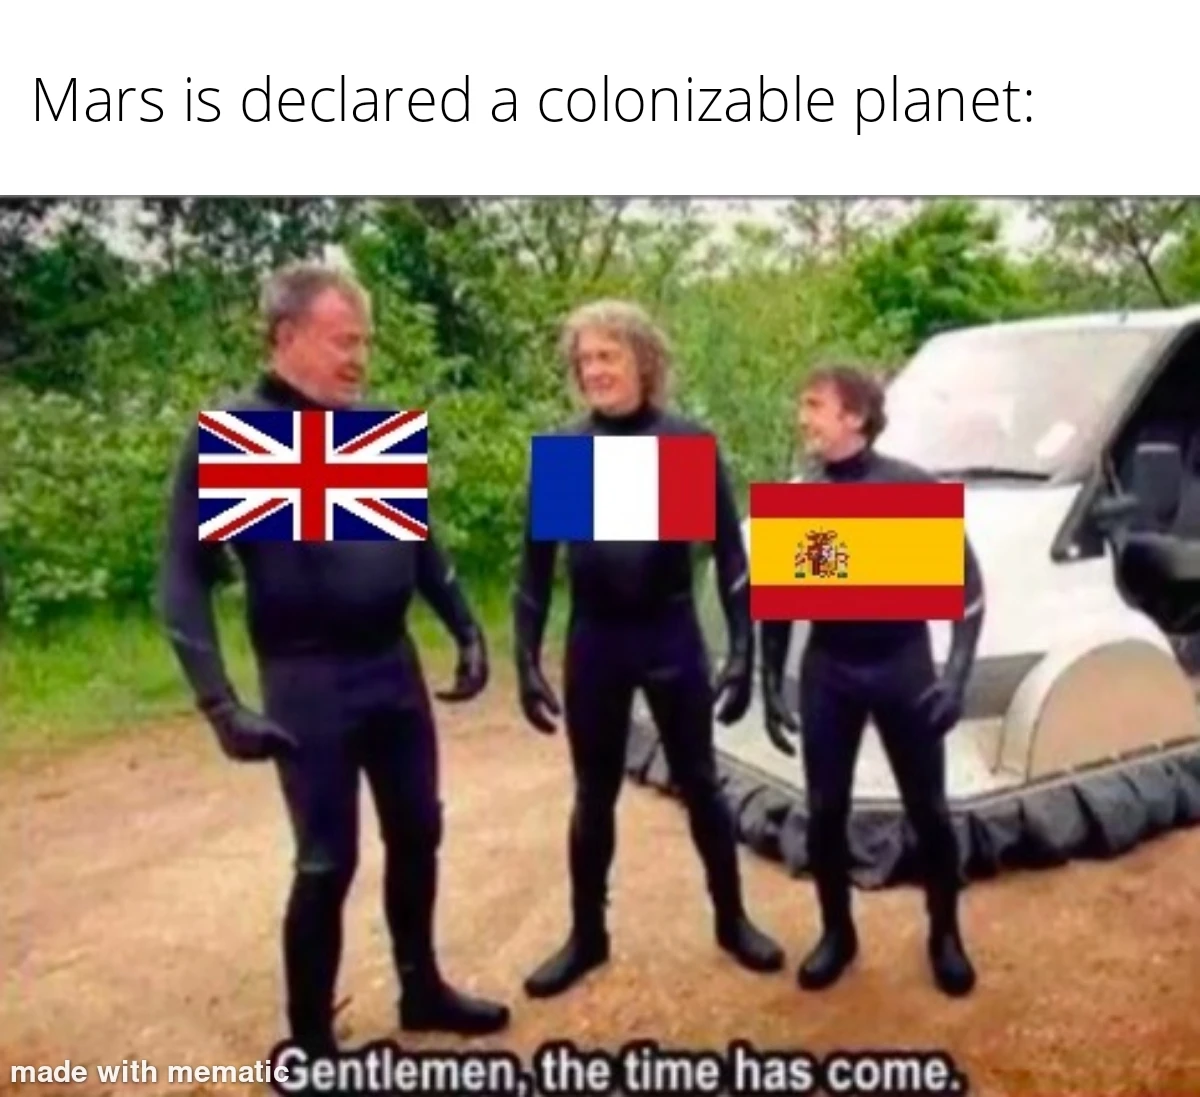 Mars is declared a colonizable planet:
made with mematic
Gentlemen, the time has come.